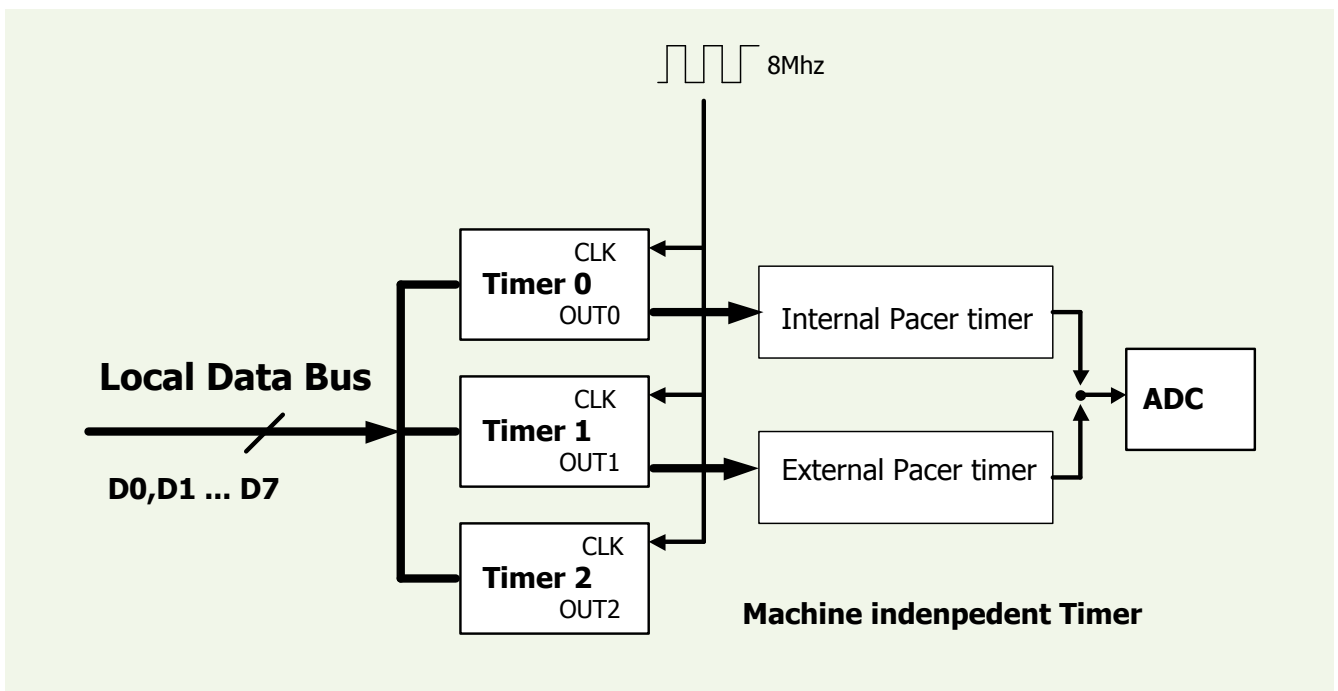 8Mhz
CLK
Timer 0
OUT0
Internal Pacer timer
Local Data Bus
D0,D1 ... D7
CLK
Timer 1
OUT1
External Pacer timer
ADC
CLK
Timer 2
OUT2
Machine indenpedent Timer